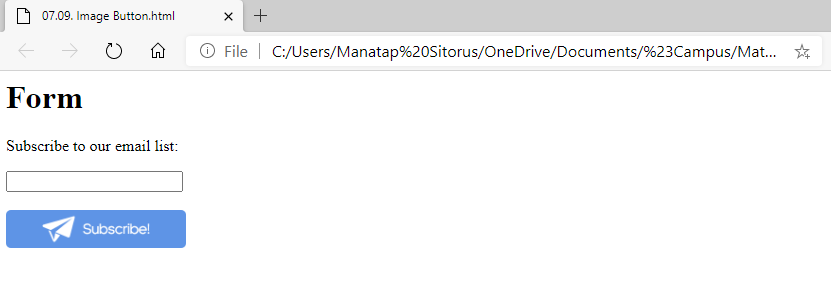 07.09. Image Button.html
File C:/Users/Manatap%20Sitorus/OneDrive/Documents/%23Campus/Mat...
Form
Subscribe to our email list:
Subscribe!